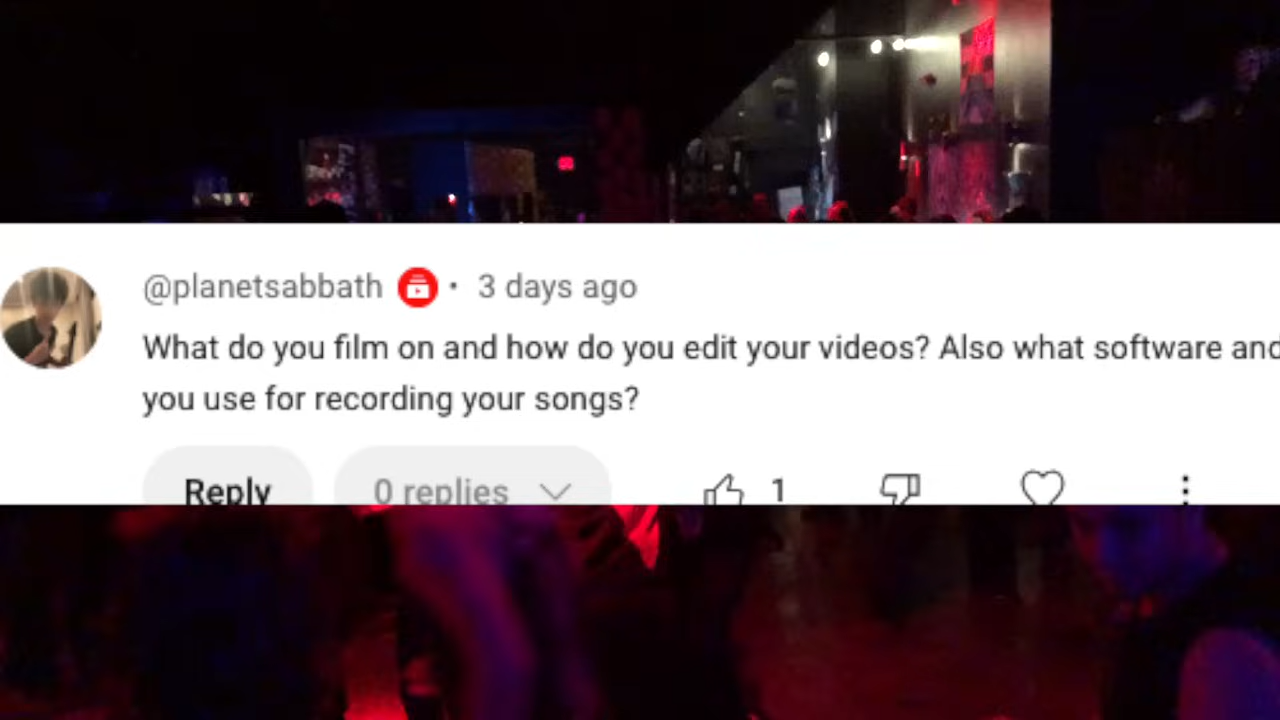 @planetsabbath • 3 days ago
What do you film on and how do you edit your videos? Also what software and
you use for recording your songs?
Reply 0 replies 1